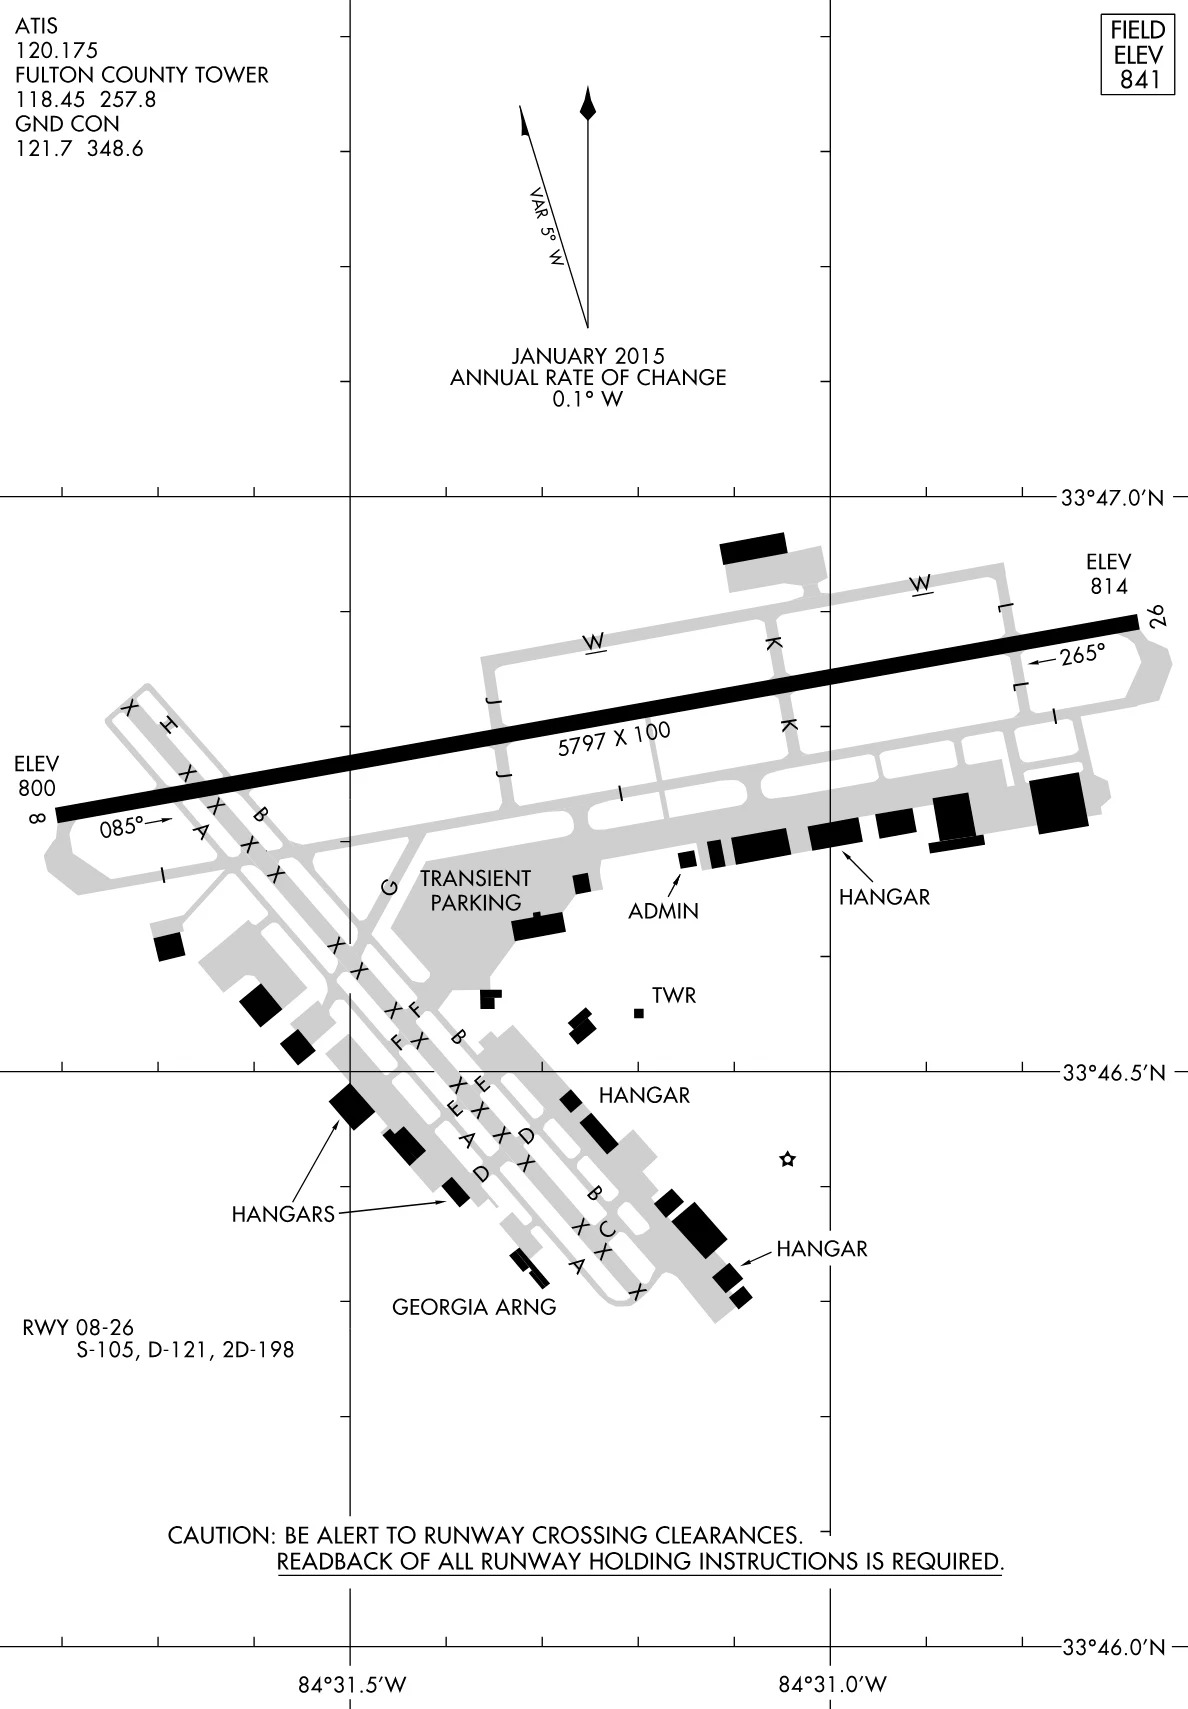 ATIS
120.175
FULTON COUNTY TOWER
118.45 257.8
GND CON
121.7 348.6
FIELD
ELEV
841
VAR 5° W
JANUARY 2015
ANNUAL RATE OF CHANGE
0.1° W
33°47.0'N
ELEV
814
W
L
26
W
K
265°
J
L
X
H
K
I
5797 X 100
ELEV
800
X
J
I
8
085°
X
B
A
X
I
X
G
TRANSIENT
PARKING
ADMIN
HANGAR
X
X
TWR
X
F
F
X
B
33°46.5'N
X
E
HANGAR
E
X
A
X
D
D
X
B
HANGARS
X
C
A
X
HANGAR
X
GEORGIA ARNG
RWY 08-26
S-105, D-121, 2D-198
CAUTION: BE ALERT TO RUNWAY CROSSING CLEARANCES.
READBACK OF ALL RUNWAY HOLDING INSTRUCTIONS IS REQUIRED.
33°46.0'N
84°31.5'W
84°31.0'W